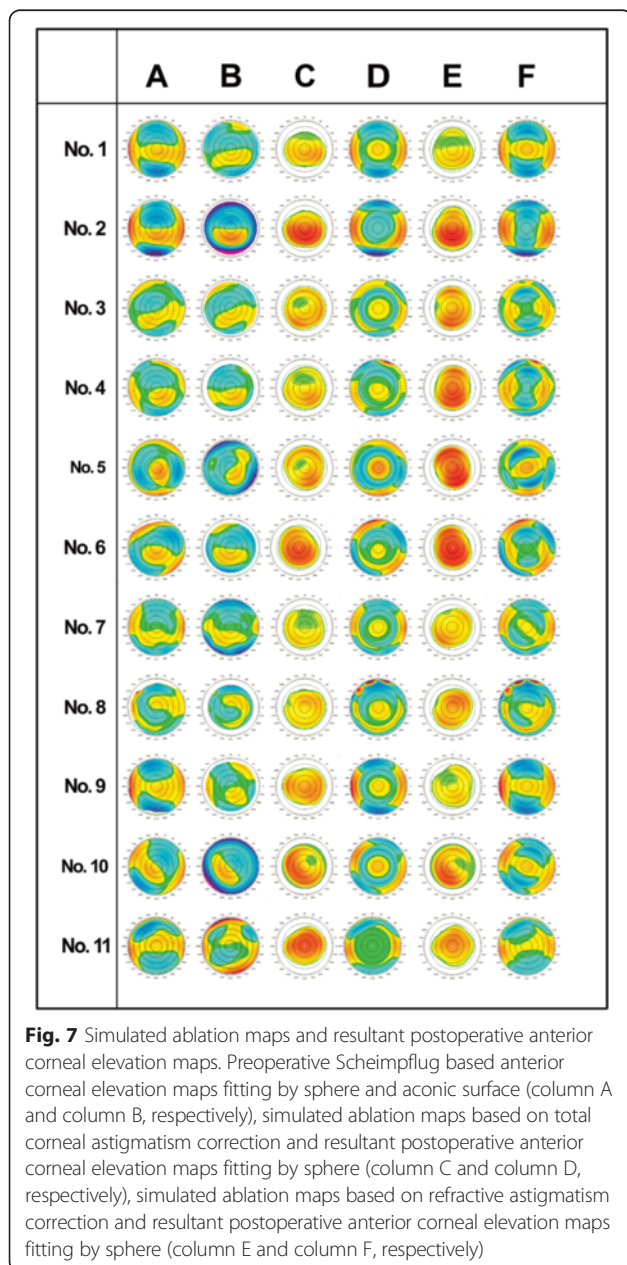 A B C D E F
No. 1
No. 2
No. 3
No. 4
No. 5
No. 6
No. 7
No. 8
No. 9
No. 10
No. 11
Fig. 7 Simulated ablation maps and resultant postoperative anterior
corneal elevation maps. Preoperative Scheimpflug based anterior
corneal elevation maps fitting by sphere and aconic surface (column A
and column B, respectively), simulated ablation maps based on total
corneal astigmatism correction and resultant postoperative anterior
corneal elevation maps fitting by sphere (column C and column D,
respectively), simulated ablation maps based on refractive astigmatism
correction and resultant postoperative anterior corneal elevation maps
fitting by sphere (column E and column F, respectively)